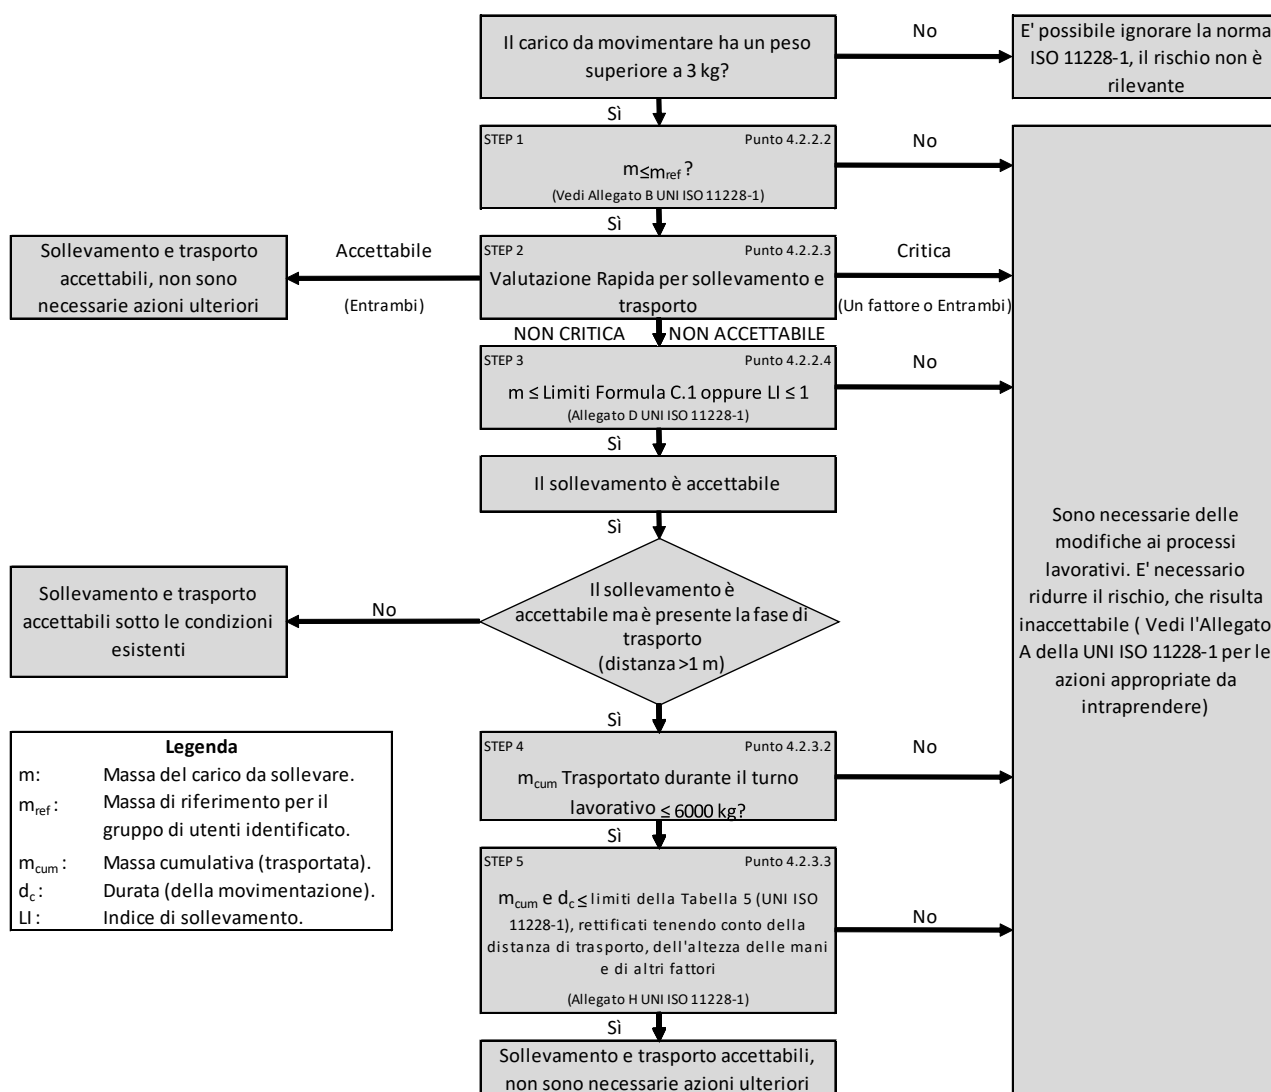 Il carico da movimentare ha un peso
superiore a 3 kg?
No
E' possibile ignorare la norma
ISO 11228-1, il rischio non è
rilevante
Sì
STEP 1 Punto 4.2.2.2
m≤mref ?
(Vedi Allegato B UNI ISO 11228-1)
No
Sì
Sollevamento e trasporto
accettabili, non sono
necessarie azioni ulteriori
Accettabile
(Entrambi)
STEP 2 Punto 4.2.2.3
Valutazione Rapida per sollevamento e
trasporto
Critica
(Un fattore o Entrambi)
NON CRITICA NON ACCETTABILE
STEP 3 Punto 4.2.2.4
m ≤ Limiti Formula C.1 oppure LI ≤ 1
(Allegato D UNI ISO 11228-1)
No
Sì
Il sollevamento è accettabile
Sì
Sono necessarie delle
modifiche ai processi
lavorativi. E' necessario
ridurre il rischio, che risulta
inaccettabile ( Vedi l'Allegato
A della UNI ISO 11228-1 per le
azioni appropriate da
intraprendere)
Sollevamento e trasporto
accettabili sotto le condizioni
esistenti
No
Il sollevamento è
accettabile ma è presente la fase di
trasporto
(distanza >1 m)
Sì
STEP 4 Punto 4.2.3.2
mcum Trasportato durante il turno
lavorativo ≤ 6000 kg?
No
Sì
Legenda
m: Massa del carico da sollevare.
mref : Massa di riferimento per il
gruppo di utenti identificato.
mcum : Massa cumulativa (trasportata).
dc : Durata (della movimentazione).
LI : Indice di sollevamento.
STEP 5 Punto 4.2.3.3
mcum e dc ≤ limiti della Tabella 5 (UNI ISO
11228-1), rettificati tenendo conto della
distanza di trasporto, dell'altezza delle mani
e di altri fattori
(Allegato H UNI ISO 11228-1)
No
Sì
Sollevamento e trasporto accettabili,
non sono necessarie azioni ulteriori